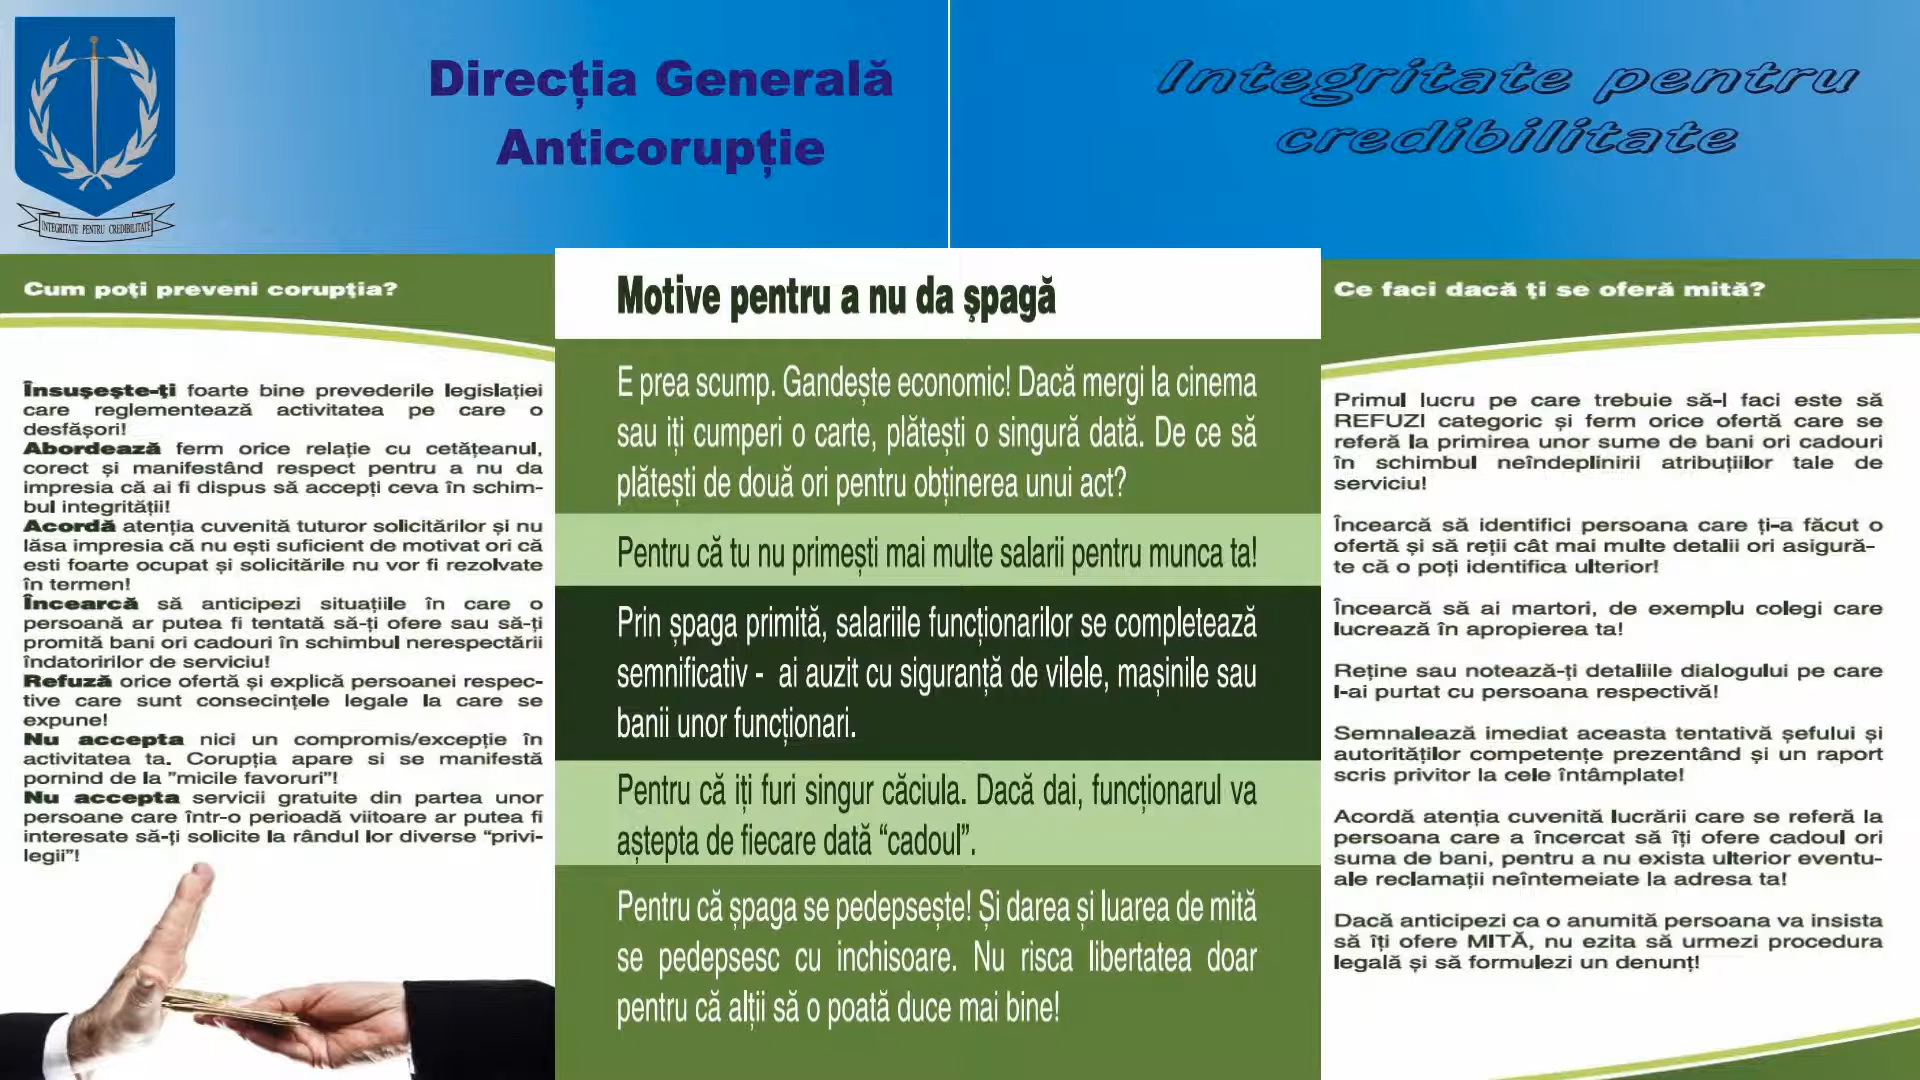 INTEGRITATE PENTRU CREDIBILITATE
Direcția Generală
Anticorupție
Integritate pentru
credibilitate
Cum poți preveni corupția?
Însușește-ți foarte bine prevederile legislației
care reglementează activitatea pe care o
desfășori!
Abordează ferm orice relație cu cetățeanul,
corect și manifestând respect pentru a nu da
impresia că ai fi dispus să accepți ceva în schim-
bul integrității!
Acordă atenția cuvenită tuturor solicitărilor și nu
lăsa impresia că nu ești suficient de motivat ori că
esti foarte ocupat și solicitările nu vor fi rezolvate
în termen!
Încearcă să anticipezi situațiile în care o
persoană ar putea fi tentată să-ți ofere sau să-ți
promită bani ori cadouri în schimbul nerespectării
îndatoririlor de serviciu!
Refuză orice ofertă și explică persoanei respec-
tive care sunt consecințele legale la care se
expune!
Nu accepta nici un compromis/excepție în
activitatea ta. Corupția apare si se manifestă
pornind de la "micile favoruri"!
Nu accepta servicii gratuite din partea unor
persoane care într-o perioadă viitoare ar putea fi
interesate să-ți solicite la rândul lor diverse “privi-
legii”!
Motive pentru a nu da șpagă
E prea scump. Gandește economic! Dacă mergi la cinema
sau iți cumperi o carte, plătești o singură dată. De ce să
plătești de două ori pentru obținerea unui act?
Pentru că tu nu primești mai multe salarii pentru munca ta!
Prin șpaga primită, salariile funcționarilor se completează
semnificativ - ai auzit cu siguranță de vilele, mașinile sau
banii unor funcționari.
Pentru că iți furi singur căciula. Dacă dai, funcționarul va
aștepta de fiecare dată “cadoul”.
Pentru că șpaga se pedepsește! Și darea și luarea de mită
se pedepsesc cu inchisoare. Nu risca libertatea doar
pentru că alții să o poată duce mai bine!
Ce faci dacă ți se oferă mită?
Primul lucru pe care trebuie să-l faci este să
REFUZI categoric și ferm orice ofertă care se
referă la primirea unor sume de bani ori cadouri
în schimbul neîndeplinirii atribuțiilor tale de
serviciu!
Încearcă să identifici persoana care ți-a făcut o
ofertă și să reții cât mai multe detalii ori asigură-
te că o poți identifica ulterior!
Încearcă să ai martori, de exemplu colegi care
lucrează în apropierea ta!
Reține sau notează-ți detaliile dialogului pe care
l-ai purtat cu persoana respectivă!
Semnalează imediat aceasta tentativă șefului și
autorităților competențe prezentând și un raport
scris privitor la cele întâmplate!
Acordă atenția cuvenită lucrării care se referă la
persoana care a încercat să îți ofere cadoul ori
suma de bani, pentru a nu exista ulterior eventu-
ale reclamații neîntemeiate la adresa ta!
Dacă anticipezi ca o anumită persoana va insista
să îți ofere MITĂ, nu ezita să urmezi procedura
legală și să formulezi un denunț!